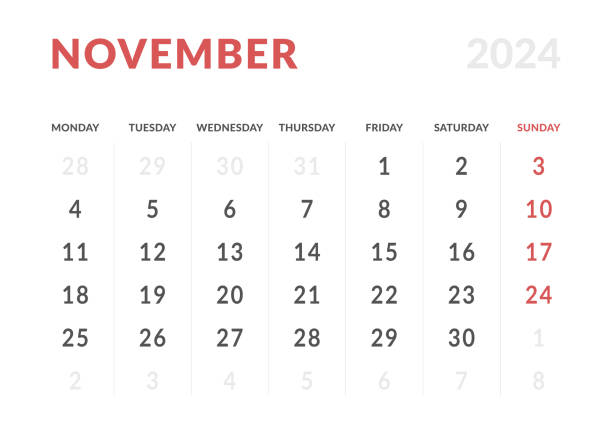 NOVEMBER 2024
MONDAY TUESDAY WEDNESDAY THURSDAY FRIDAY SATURDAY SUNDAY
28 29 30 31 1 2 3
4 5 6 7 8 9 10
11 12 13 14 15 16 17
18 19 20 21 22 23 24
25 26 27 28 29 30 1
2 3 4 5 6 7 8